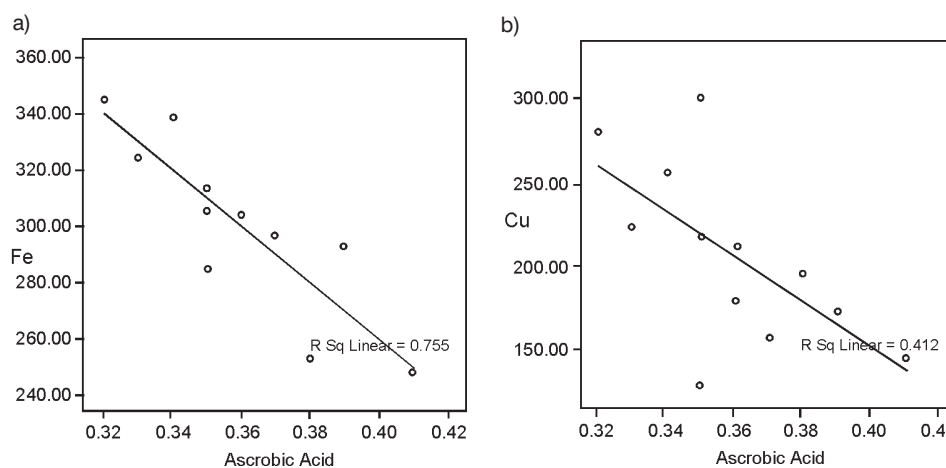 a)
360.00
340.00
320.00
300.00
Fe
280.00
260.00
240.00
R Sq Linear = 0.755
0.32 0.34 0.36 0.38 0.40 0.42
Ascrobic Acid
b)
300.00
250.00
Cu
200.00
150.00
R Sq Linear = 0.412
0.32 0.34 0.36 0.38 0.40 0.4
Ascrobic Acid